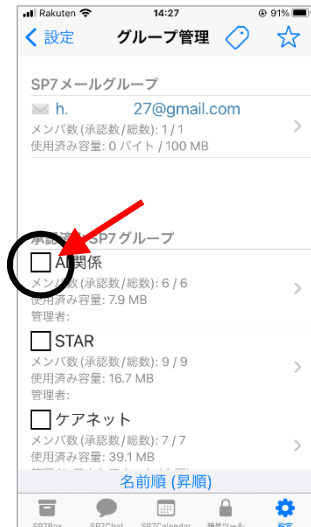 Rakuten 14:27 91%
設定 グループ管理
SP7メールグループ
h. 27@gmail.com
メンバ数 (承認数/総数): 1 / 1
使用済み容量: 0 バイト / 100 MB
SP7グループ
AI関係
メンバ数 (承認数/総数): 6 / 6
使用済み容量: 7.9 MB
管理者:
STAR
メンバ数 (承認数/総数): 9 / 9
使用済み容量: 16.7 MB
管理者:
ケアネット
メンバ数 (承認数/総数): 7 / 7
使用済み容量: 39.1 MB
名前順 (昇順)
SP7Box SP7Chat SP7Calendar 設定